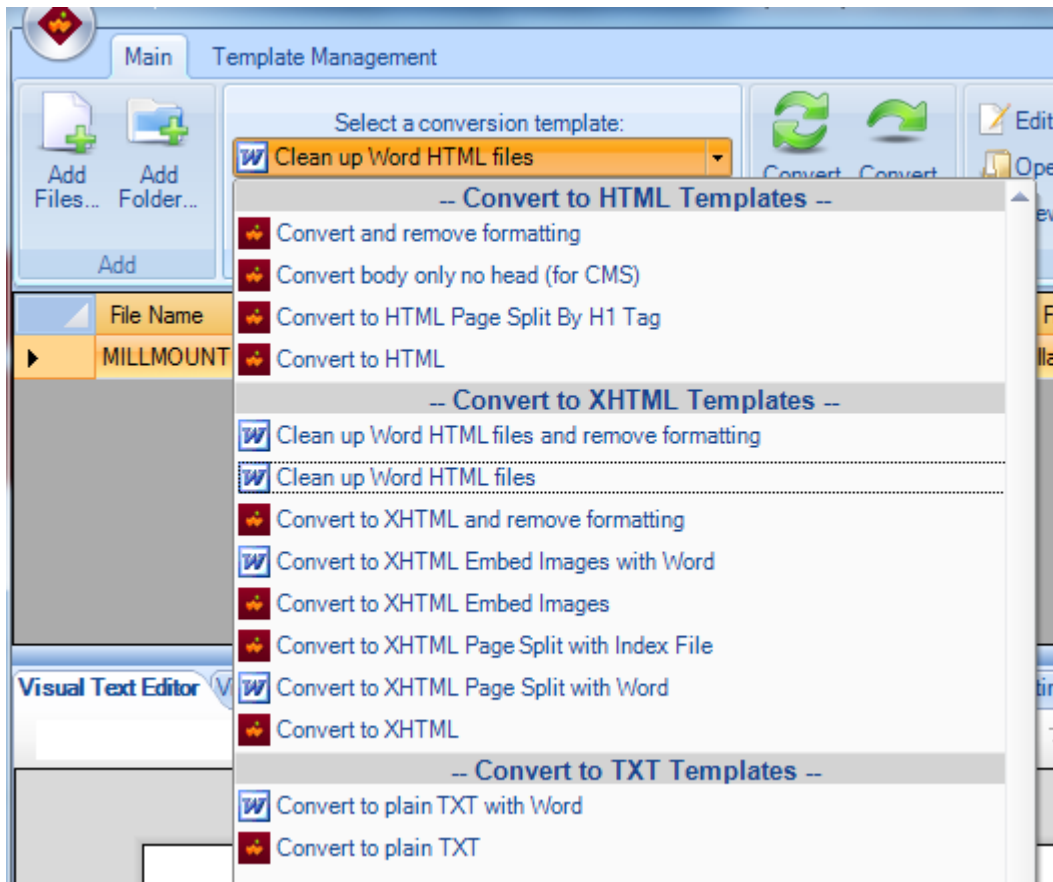 Main Template Management
Select a conversion template:
Clean up Word HTML files
Add Files...
Add Folder...
Convert Convert
Edit
Add
-- Convert to HTML Templates --
Convert and remove formatting
Convert body only no head (for CMS)
Convert to HTML Page Split By H1 Tag
Convert to HTML
File Name
MILLMOUNT
-- Convert to XHTML Templates --
Clean up Word HTML files and remove formatting
Clean up Word HTML files
Convert to XHTML and remove formatting
Convert to XHTML Embed Images with Word
Convert to XHTML Embed Images
Convert to XHTML Page Split with Index File
Convert to XHTML Page Split with Word
Convert to XHTML
Visual Text Editor
-- Convert to TXT Templates --
Convert to plain TXT with Word
Convert to plain TXT